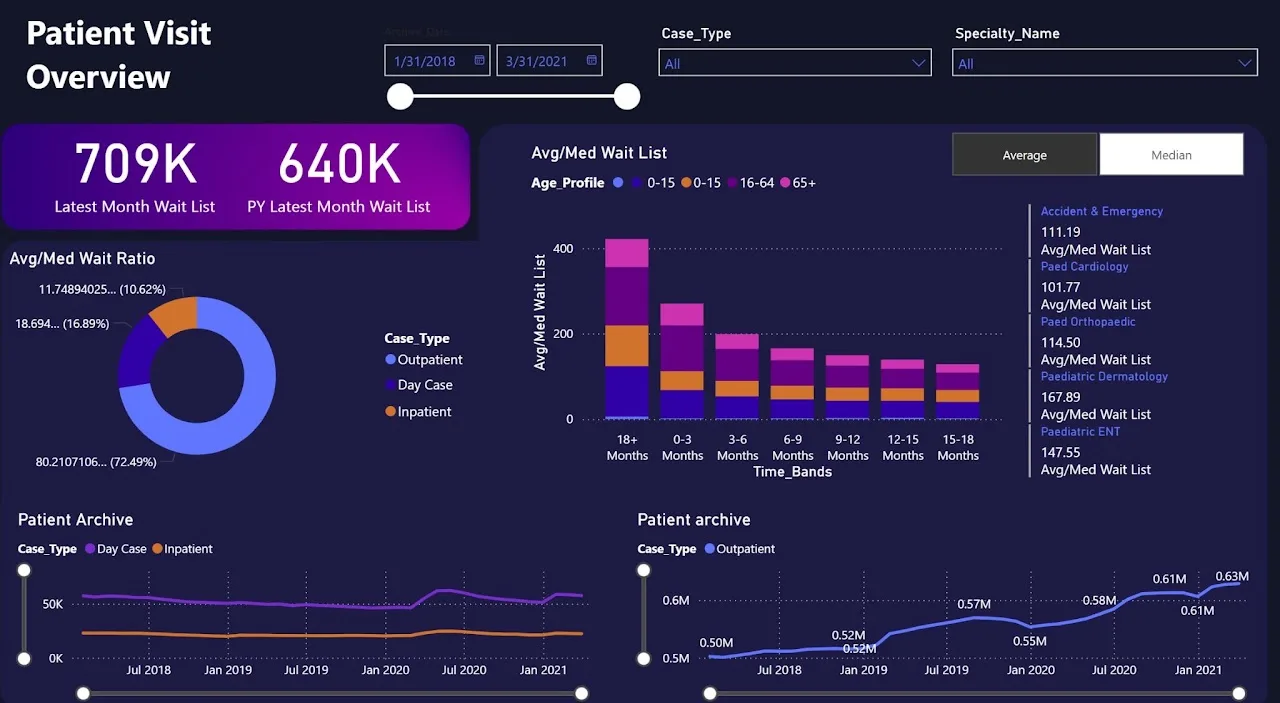 Patient Visit
Overview
Archive_Date
1/31/2018
3/31/2021
Case_Type
All
Specialty_Name
All
709K
Latest Month Wait List
640K
PY Latest Month Wait List
Avg/Med Wait Ratio
11.74894025... (10.62%)
18.694... (16.89%)
80.2107106... (72.49%)
Case_Type
Outpatient
Day Case
Inpatient
Avg/Med Wait List
Age_Profile 0-15 0-15 16-64 65+
Average
Median
Avg/Med Wait List
400
200
0
18+ Months
0-3 Months
3-6 Months
6-9 Months
9-12 Months
12-15 Months
15-18 Months
Time_Bands
Accident & Emergency
111.19
Avg/Med Wait List
Paed Cardiology
101.77
Avg/Med Wait List
Paed Orthopaedic
114.50
Avg/Med Wait List
Paediatric Dermatology
167.89
Avg/Med Wait List
Paediatric ENT
147.55
Avg/Med Wait List
Patient Archive
Case_Type Day Case Inpatient
50K
0K
Jul 2018 Jan 2019 Jul 2019 Jan 2020 Jul 2020 Jan 2021
Patient archive
Case_Type Outpatient
0.6M
0.5M
0.50M
0.52M
0.52M
0.57M
0.55M
0.58M
0.61M
0.61M
0.63M
Jul 2018 Jan 2019 Jul 2019 Jan 2020 Jul 2020 Jan 2021